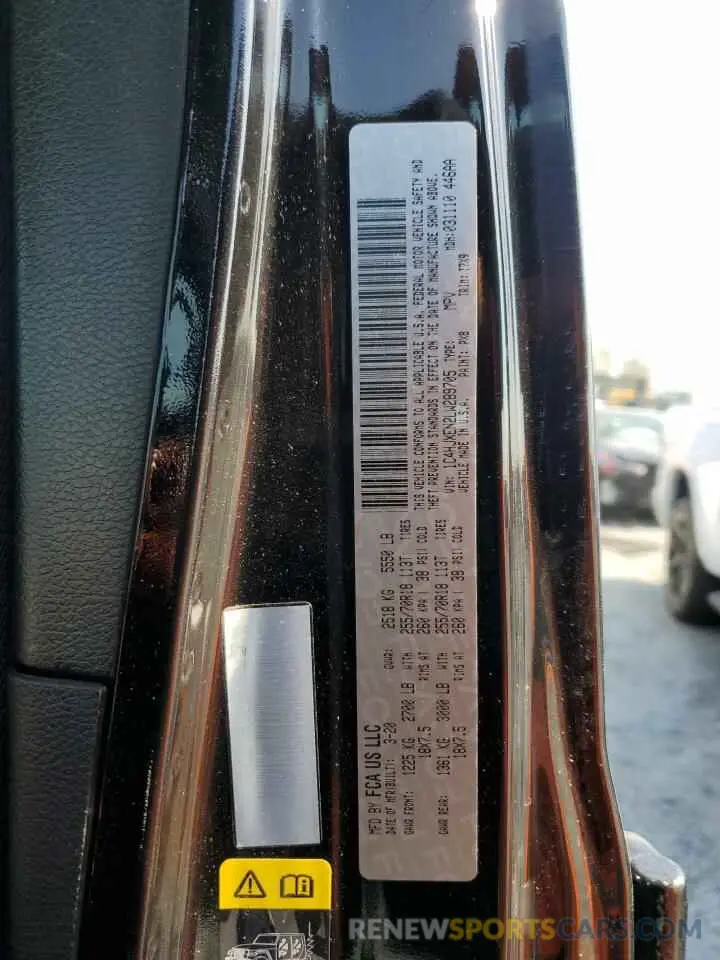 MFD BY FCA US LLC
DATE OF MFR(BUILT): 3-20 GVWR: 2518 KG 5550 LB
GAWR FRONT: 1225 KG 2700 LB WITH 255/70R18 113T TIRES
18X7.5 RIMS AT 260 KPA( 38 PSI) COLD
GAWR REAR: 1361 KG 3000 LB WITH 255/70R18 113T TIRES
18X7.5 RIMS AT 260 KPA( 38 PSI) COLD
THIS VEHICLE CONFORMS TO ALL APPLICABLE U.S.A. FEDERAL MOTOR VEHICLE SAFETY AND
THEFT PREVENTION STANDARDS IN EFFECT ON THE DATE OF MANUFACTURE SHOWN ABOVE.
VIN: 1C4HJXEN2LW289705 TYPE: MPV MDH:031110 446AA
VEHICLE MADE IN U.S.A. PAINT: PX8 TRIM: T7X9
RENEWSPORTCARS.COM